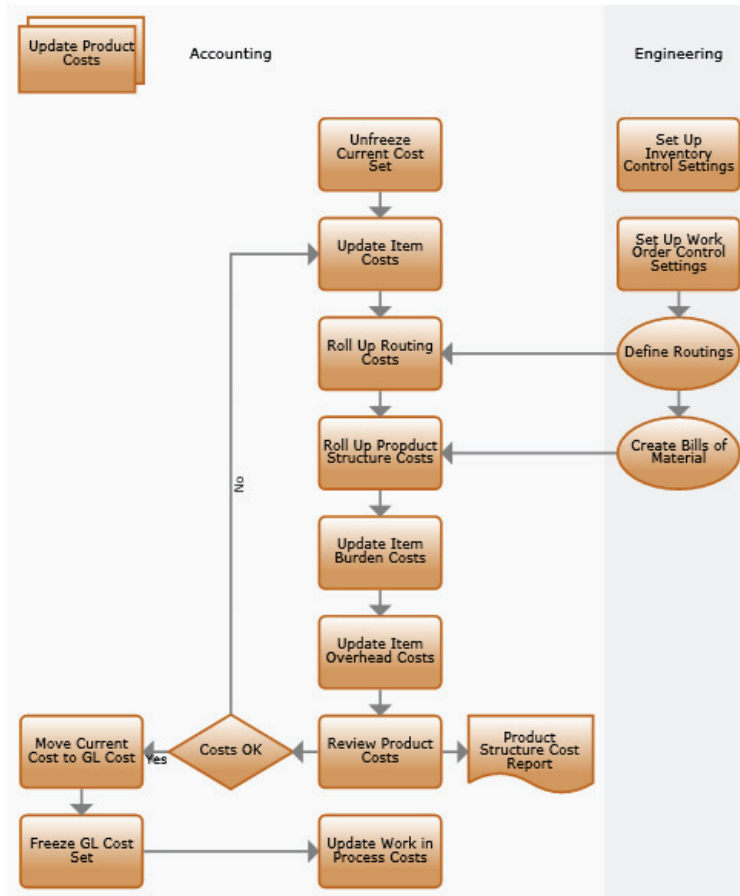 Update Product
Costs
Accounting
Engineering
Unfreeze
Current Cost
Set
Set Up
Inventory
Control Settings
Update Item
Costs
Set Up Work
Order Control
Settings
Roll Up Routing
Costs
Define Routings
Roll Up Propduct
Structure Costs
Create Bills of
Material
No
Update Item
Burden Costs
Update Item
Overhead Costs
Move Current
Cost to GL Cost
Yes
Costs OK
Review Product
Costs
Product
Structure Cost
Report
Freeze GL Cost
Set
Update Work in
Process Costs